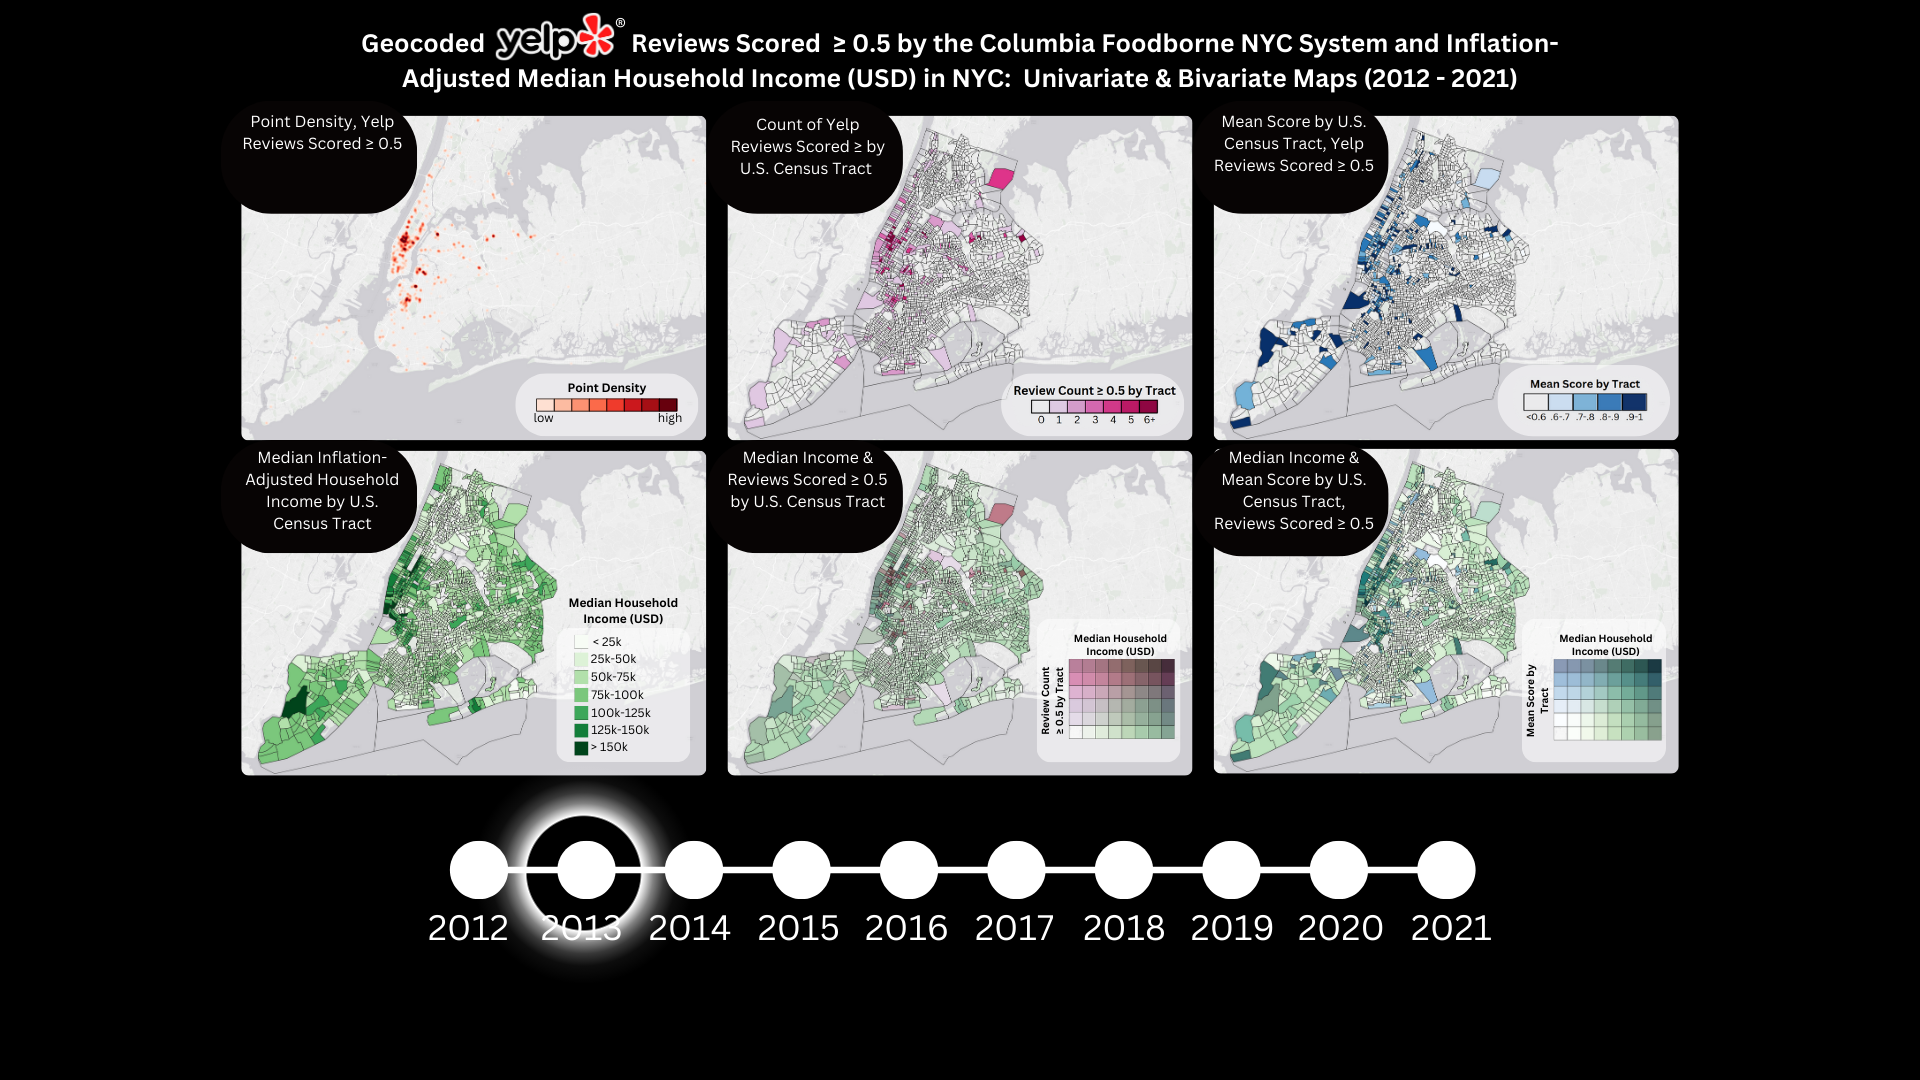 Geocoded yelp® Reviews Scored ≥ 0.5 by the Columbia Foodborne NYC System and Inflation-
Adjusted Median Household Income (USD) in NYC: Univariate & Bivariate Maps (2012 - 2021)
Point Density, Yelp
Reviews Scored ≥ 0.5
Point Density
low high
Count of Yelp
Reviews Scored ≥ by
U.S. Census Tract
Review Count ≥ 0.5 by Tract
0 1 2 3 4 5 6+
Mean Score by U.S.
Census Tract, Yelp
Reviews Scored ≥ 0.5
Mean Score by Tract
<0.6 .6-.7 .7-.8 .8-.9 .9-1
Median Inflation-
Adjusted Household
Income by U.S.
Census Tract
Median Household
Income (USD)
< 25k
25k-50k
50k-75k
75k-100k
100k-125k
125k-150k
> 150k
Median Income &
Reviews Scored ≥ 0.5
by U.S. Census Tract
Median Household
Income (USD)
Review Count
≥ 0.5 by Tract
Median Income &
Mean Score by U.S.
Census Tract,
Reviews Scored ≥ 0.5
Median Household
Income (USD)
Mean Score by
Tract
2012 2013 2014 2015 2016 2017 2018 2019 2020 2021